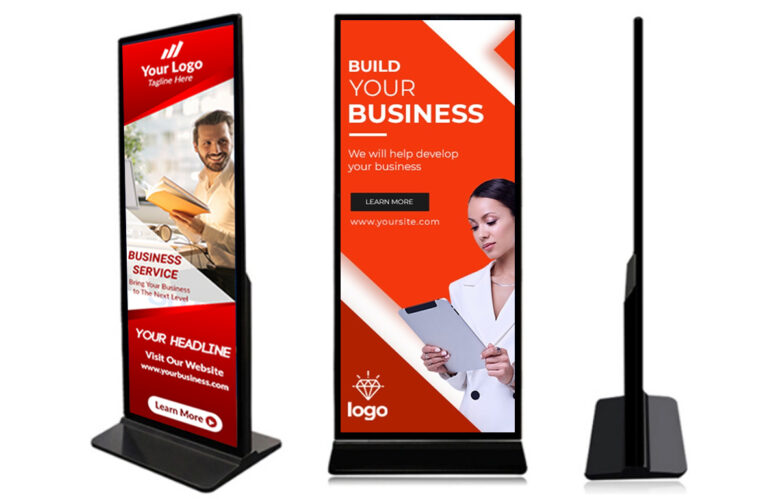 Your Logo
Tagline Here
BUSINESS
SERVICE
Bring Your Business
to The Next Level
YOUR HEADLINE
Visit Our Website
www.yourbusiness.com
Learn More
BUILD
YOUR
BUSINESS
We will help develop
your business
LEARN MORE
www.yoursite.com
logo